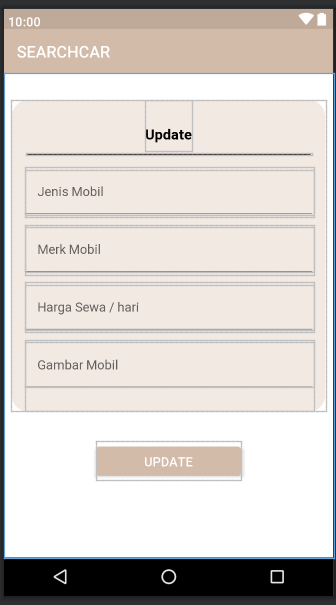 10:00
SEARCHCAR
Update
Jenis Mobil
Merk Mobil
Harga Sewa / hari
Gambar Mobil
UPDATE